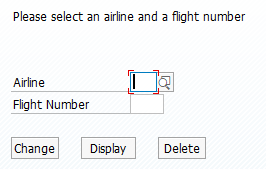 Please select an airline and a flight number
Airline
Flight Number
Change Display Delete